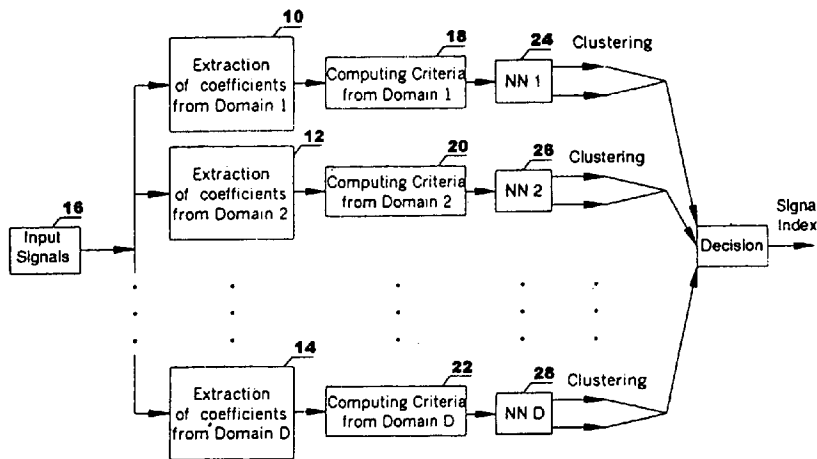 10
Extraction
of coefficients
from Domain 1
18
Computing Criteria
from Domain 1
24
NN 1
Clustering
12
Extraction
of coefficients
from Domain 2
20
Computing Criteria
from Domain 2
26
NN 2
Clustering
16
Input
Signals
Decision
Signal
Index
14
Extraction
of coefficients
from Domain D
22
Computing Criteria
from Domain D
28
NN D
Clustering